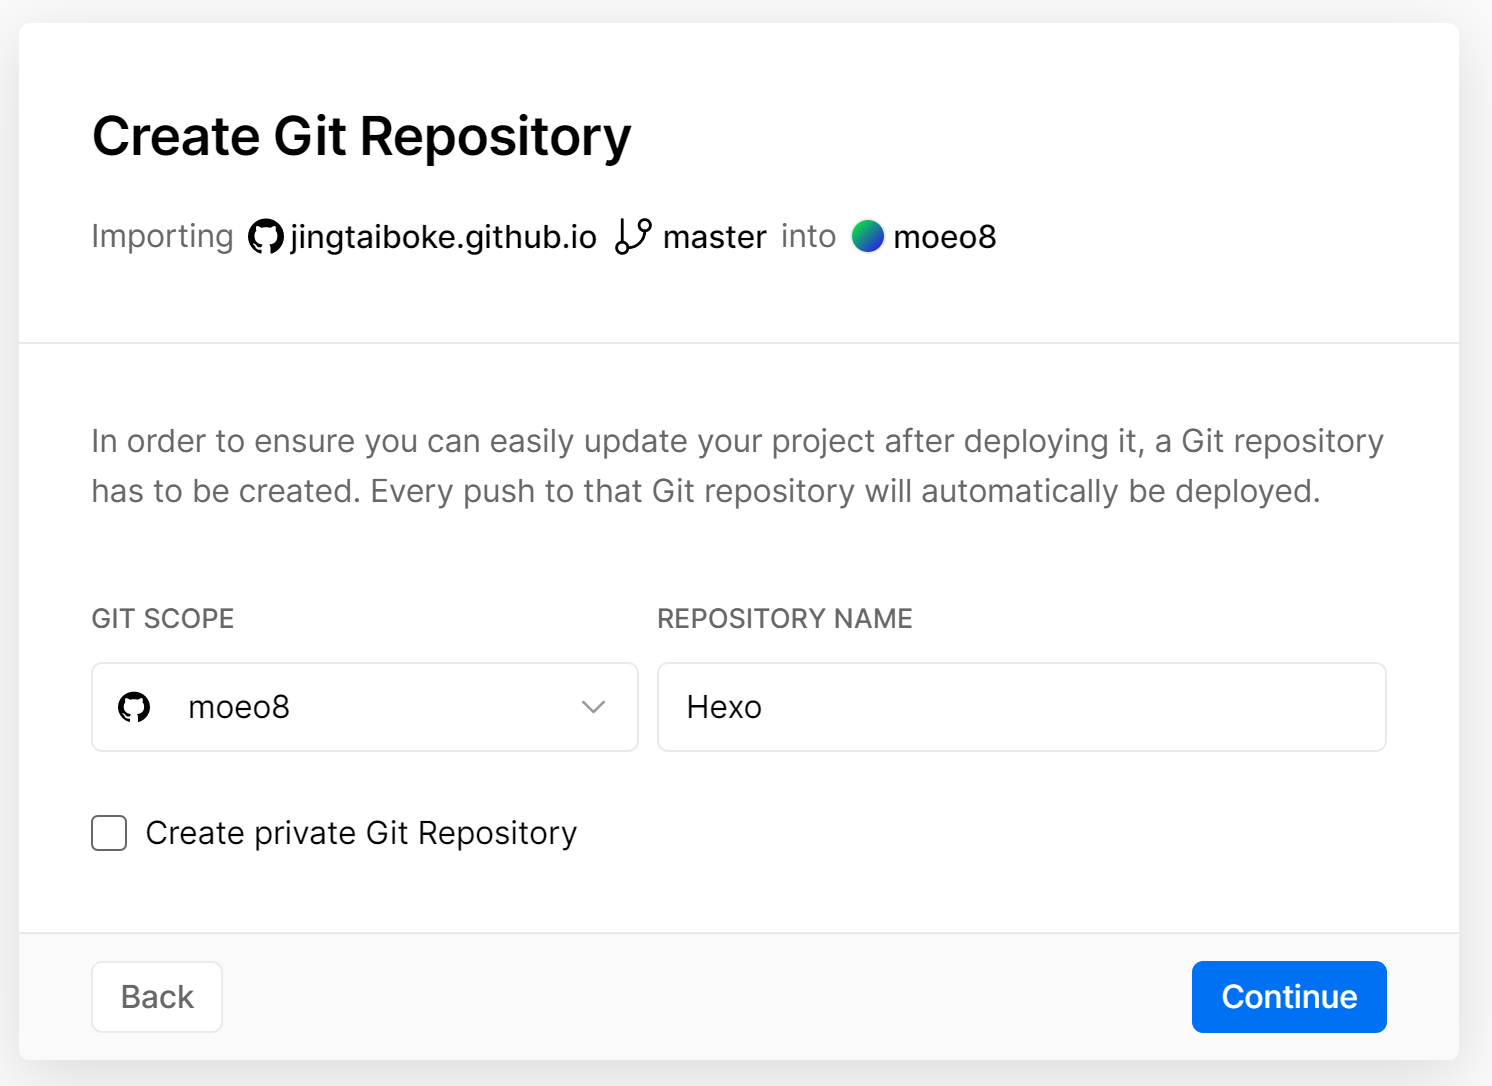 Create Git Repository
Importing jingtaiboke.github.io master into moeo8
In order to ensure you can easily update your project after deploying it, a Git repository
has to be created. Every push to that Git repository will automatically be deployed.
GIT SCOPE
REPOSITORY NAME
moeo8
Hexo
Create private Git Repository
Back
Continue